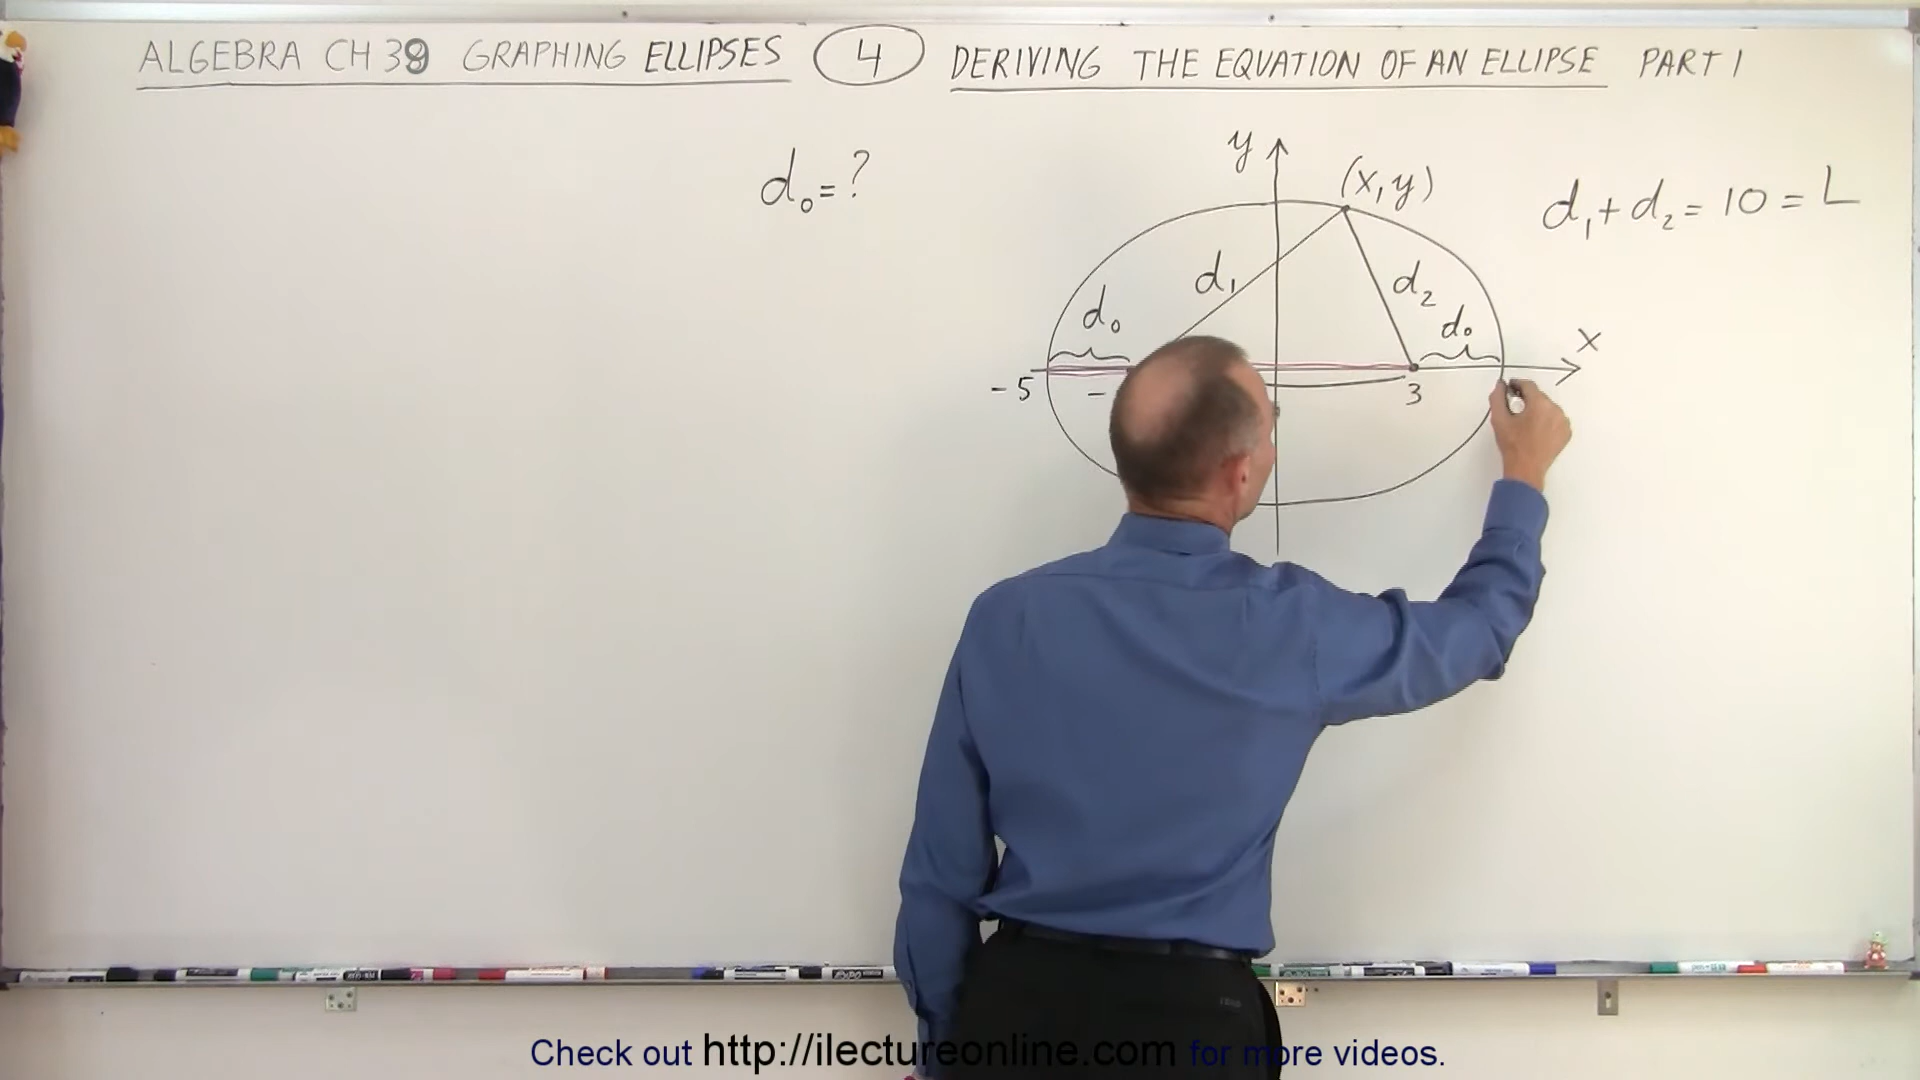 ALGEBRA CH 38 GRAPHING ELLIPSES 4 DERIVING THE EQUATION OF AN ELLIPSE PART 1
d₀ = ?
y
(x, y)
d₁ + d₂ = 10 = L
d₁ d₂
d₀ d₀
x
-5 - 3
Check out http://ilectureonline.com for more videos.